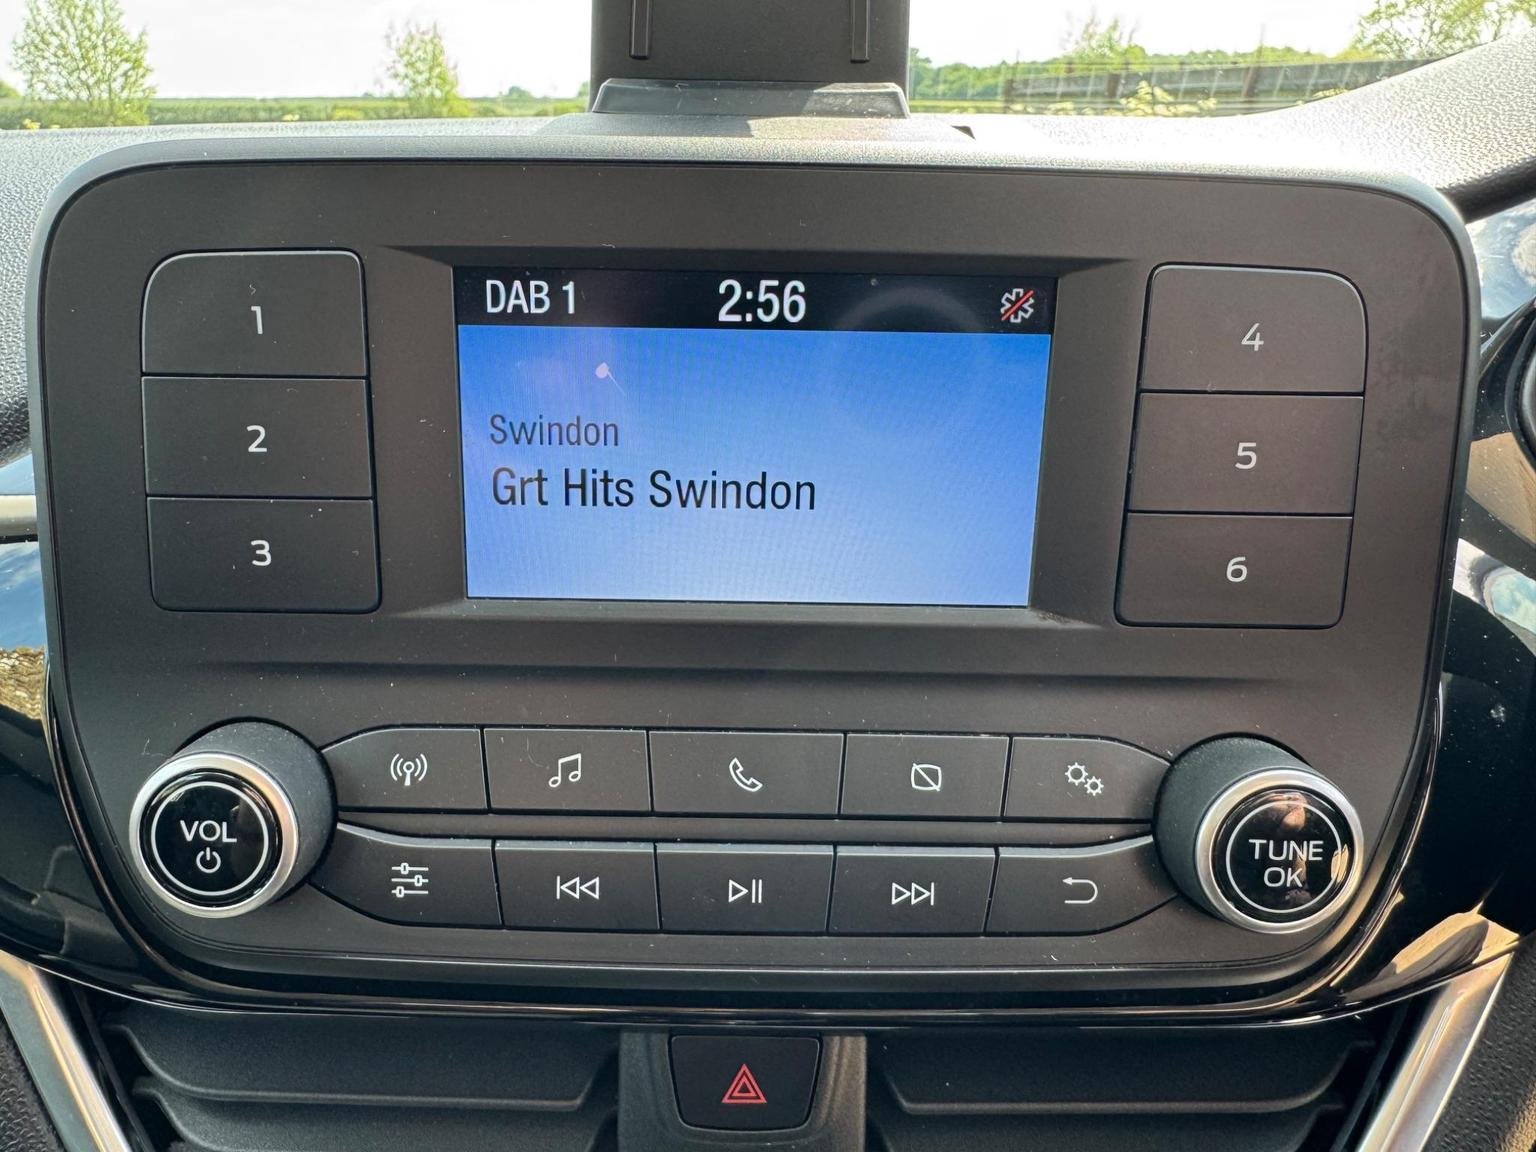 DAB 1 2:56
Swindon
Grt Hits Swindon
1
2
3
4
5
6
VOL
TUNE
OK